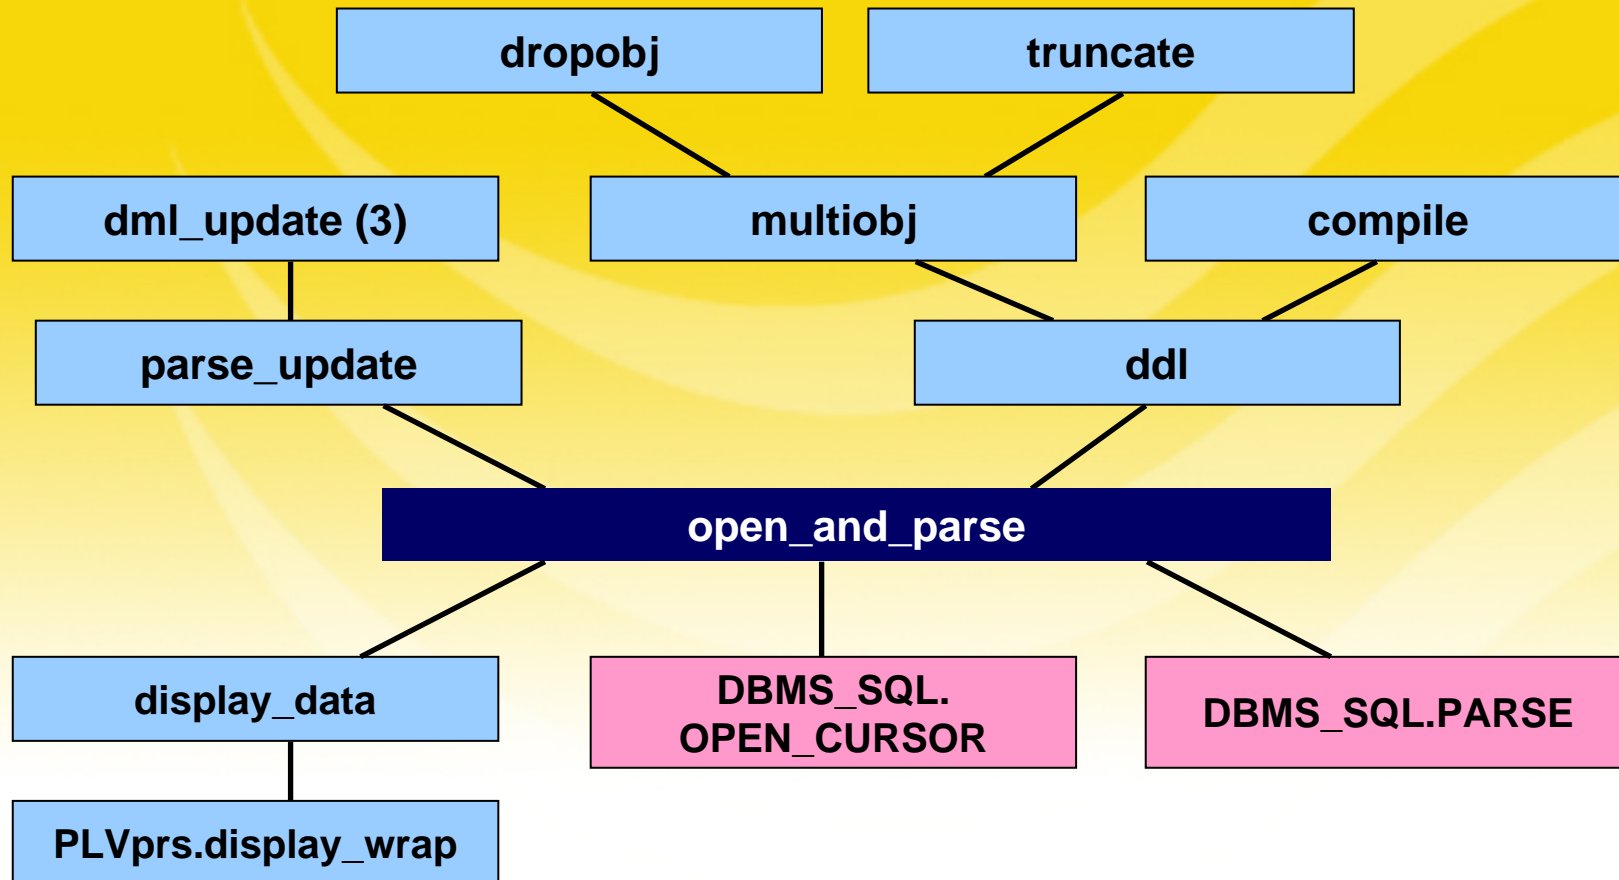 dropobj
truncate
dml_update (3)
multiobj
compile
parse_update
ddl
open_and_parse
display_data
DBMS_SQL.
OPEN_CURSOR
DBMS_SQL.PARSE
PLVprs.display_wrap